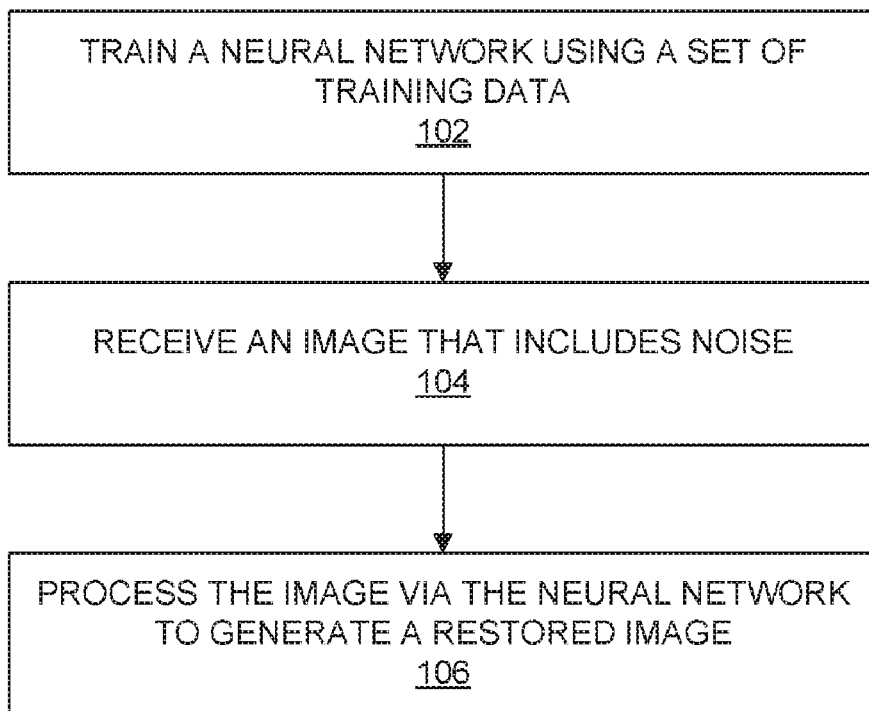 TRAIN A NEURAL NETWORK USING A SET OF
TRAINING DATA
102
RECEIVE AN IMAGE THAT INCLUDES NOISE
104
PROCESS THE IMAGE VIA THE NEURAL NETWORK
TO GENERATE A RESTORED IMAGE
106